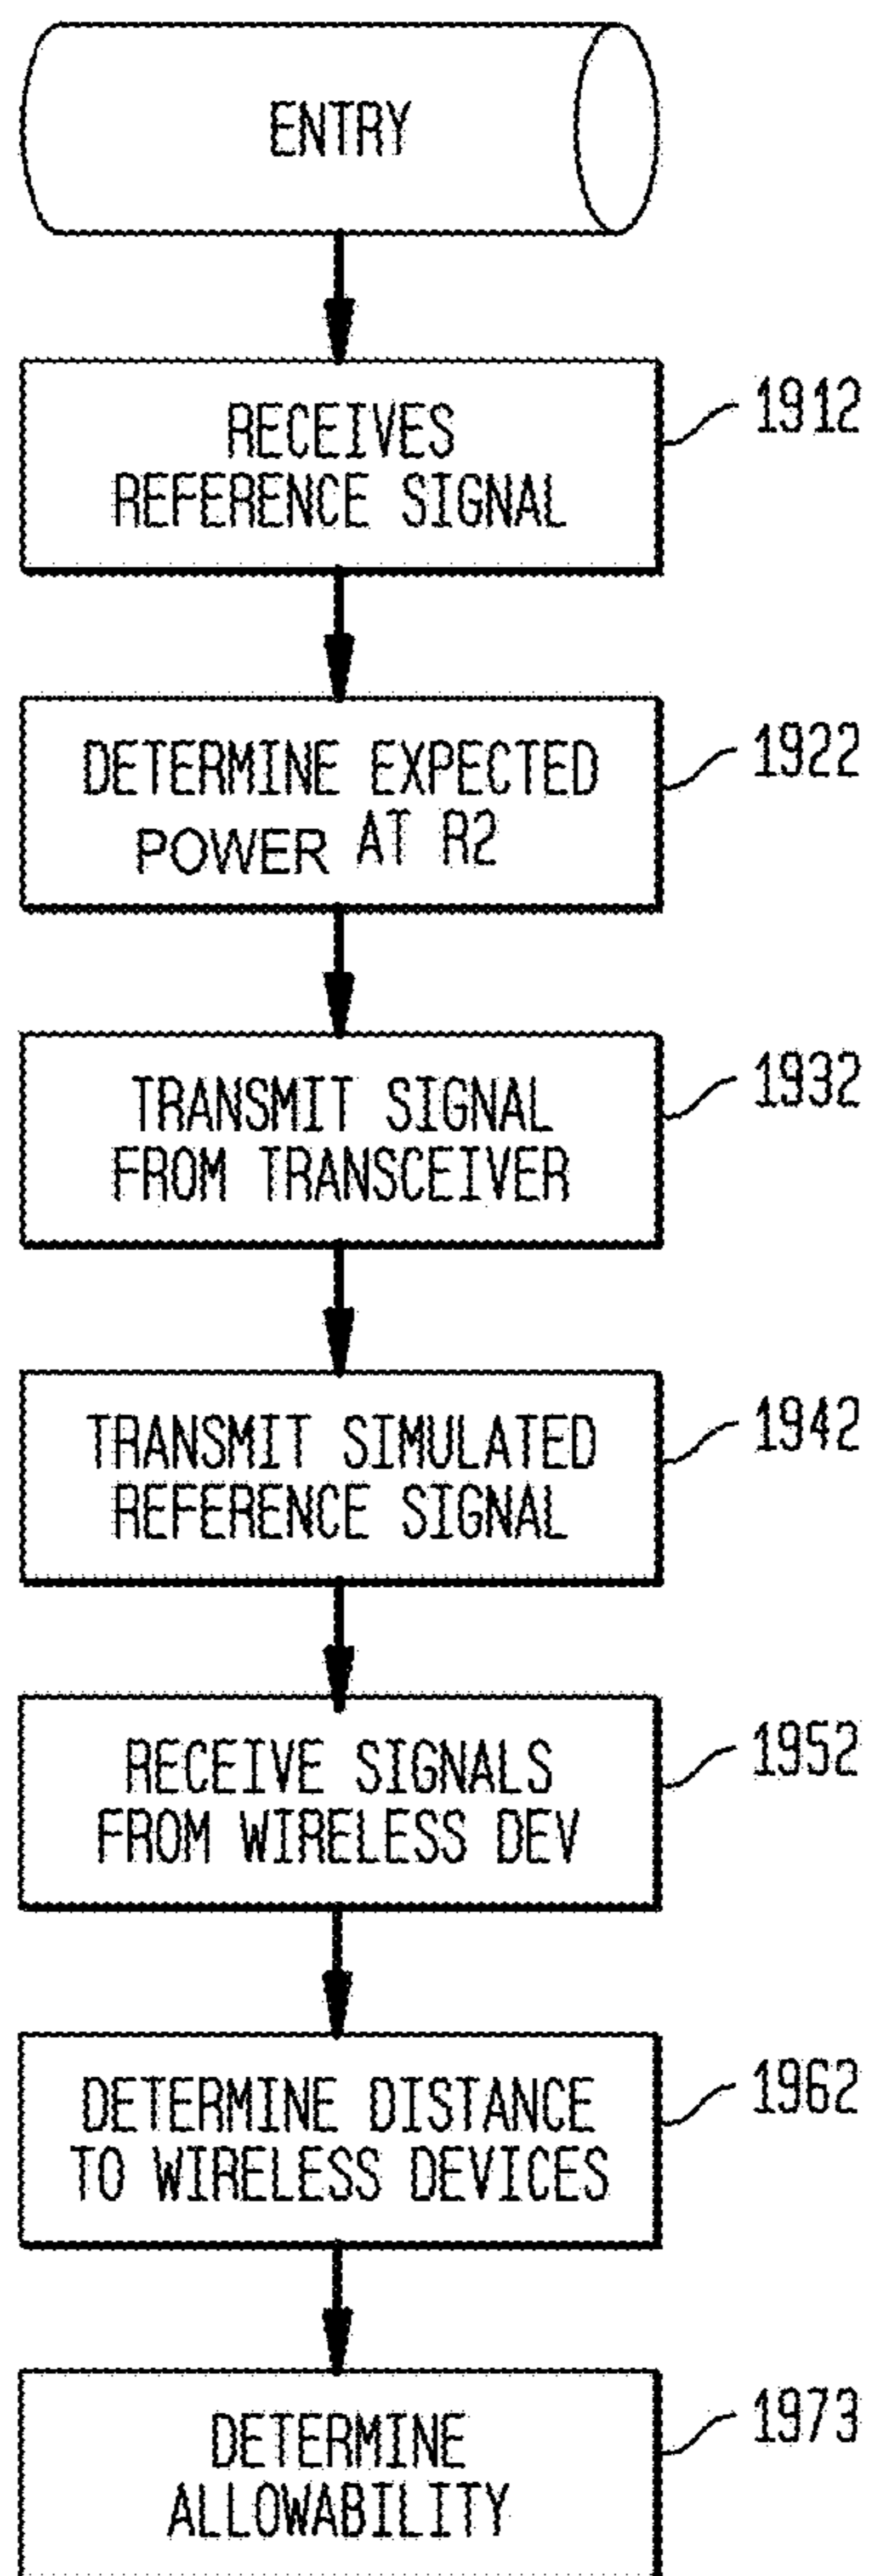 ENTRY
RECEIVES
REFERENCE SIGNAL
1912
DETERMINE EXPECTED
POWER AT R2
1922
TRANSMIT SIGNAL
FROM TRANSCEIVER
1932
TRANSMIT SIMULATED
REFERENCE SIGNAL
1942
RECEIVE SIGNALS
FROM WIRELESS DEV
1952
DETERMINE DISTANCE
TO WIRELESS DEVICES
1962
DETERMINE
ALLOWABILITY
1973